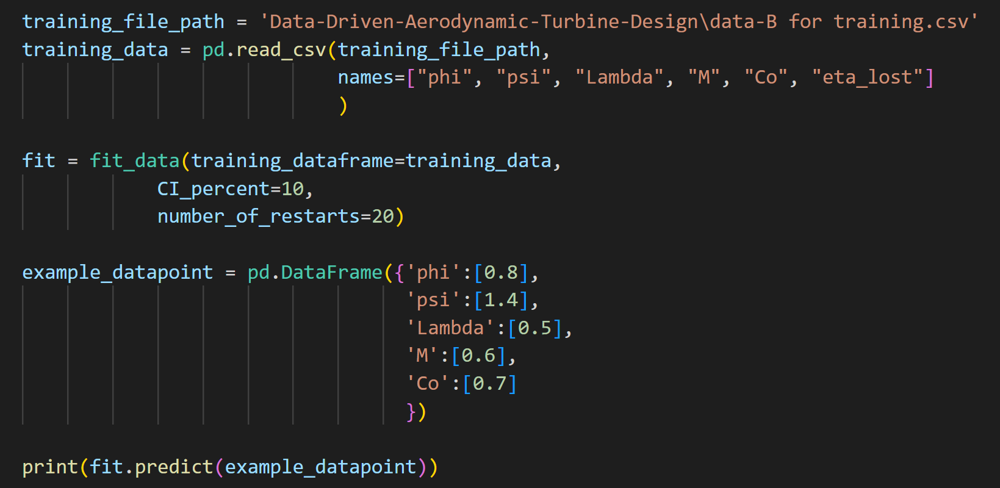 training_file_path = 'Data-Driven-Aerodynamic-Turbine-Design\data-B for training.csv'
training_data = pd.read_csv(training_file_path,
                            names=["phi", "psi", "Lambda", "M", "Co", "eta_lost"]
                            )

fit = fit_data(training_dataframe=training_data,
            CI_percent=10,
            number_of_restarts=20)

example_datapoint = pd.DataFrame({'phi':[0.8],
                                  'psi':[1.4],
                                  'Lambda':[0.5],
                                  'M':[0.6],
                                  'Co':[0.7]
                                  })

print(fit.predict(example_datapoint))